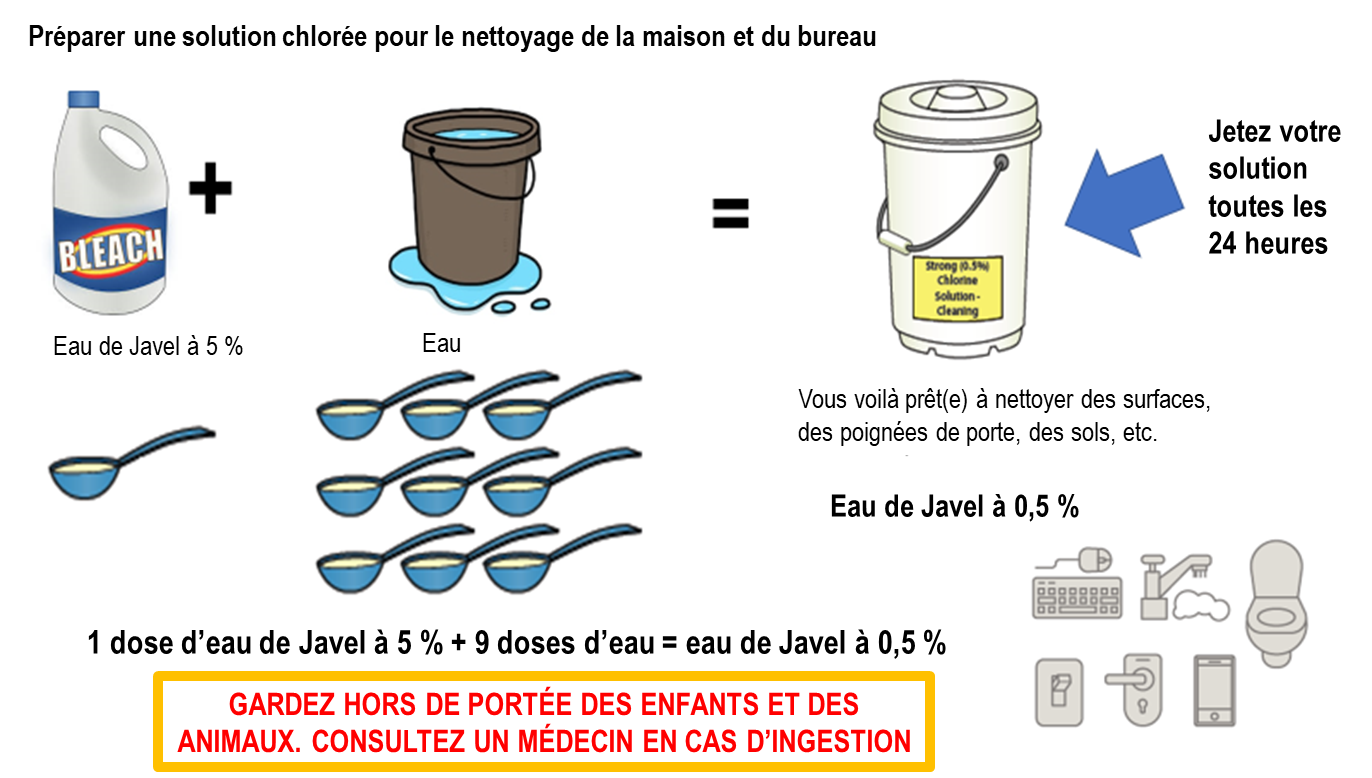 Préparer une solution chlorée pour le nettoyage de la maison et du bureau
BLEACH
Eau de Javel à 5 %
Eau
Strong (0.5%)
Chlorine
Solution -
Cleaning
Jetez votre
solution
toutes les
24 heures
Vous voilà prêt(e) à nettoyer des surfaces,
des poignées de porte, des sols, etc.
Eau de Javel à 0,5 %
1 dose d’eau de Javel à 5 % + 9 doses d’eau = eau de Javel à 0,5 %
GARDEZ HORS DE PORTÉE DES ENFANTS ET DES
ANIMAUX. CONSULTEZ UN MÉDECIN EN CAS D’INGESTION